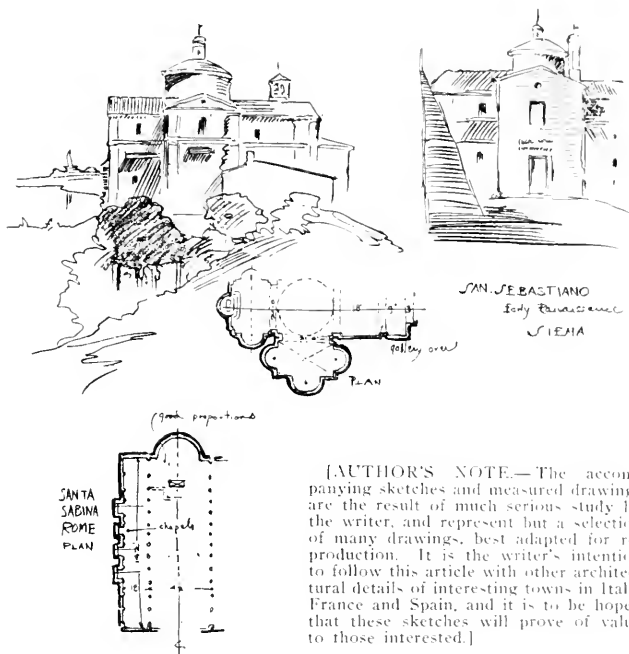 SAN. SEBASTIANO
Early Renaissance
SIENA
gallery over
PLAN
(good proportions
SANTA
SABINA
ROME
PLAN
chapels
[AUTHOR'S NOTE.—The accom-
panying sketches and measured drawing
are the result of much serious study b
the writer, and represent but a selectio
of many drawings, best adapted for r
production. It is the writer's intentio
to follow this article with other archite
tural details of interesting towns in Ital
France and Spain, and it is to be hope
that these sketches will prove of valu
to those interested.]